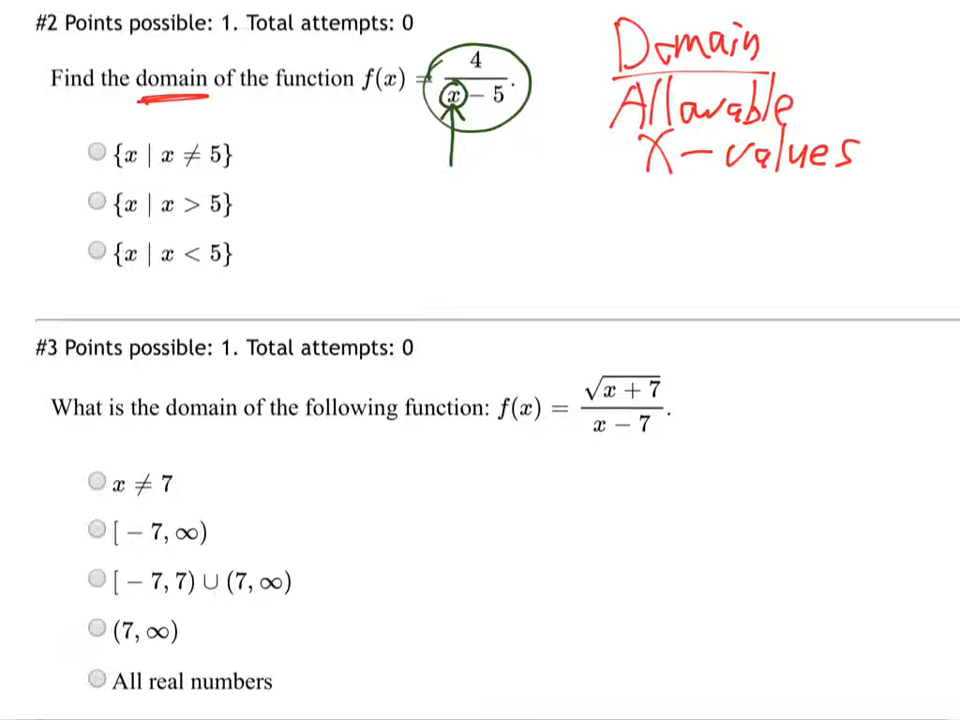 #2 Points possible: 1. Total attempts: 0
Find the domain of the function f(x) = 4/(x − 5).
{x | x ≠ 5}
{x | x > 5}
{x | x < 5}
Domain
Allowable
X-values
#3 Points possible: 1. Total attempts: 0
What is the domain of the following function: f(x) = √(x + 7)/(x − 7).
x ≠ 7
[ − 7, ∞)
[ − 7, 7) ∪ (7, ∞)
(7, ∞)
All real numbers